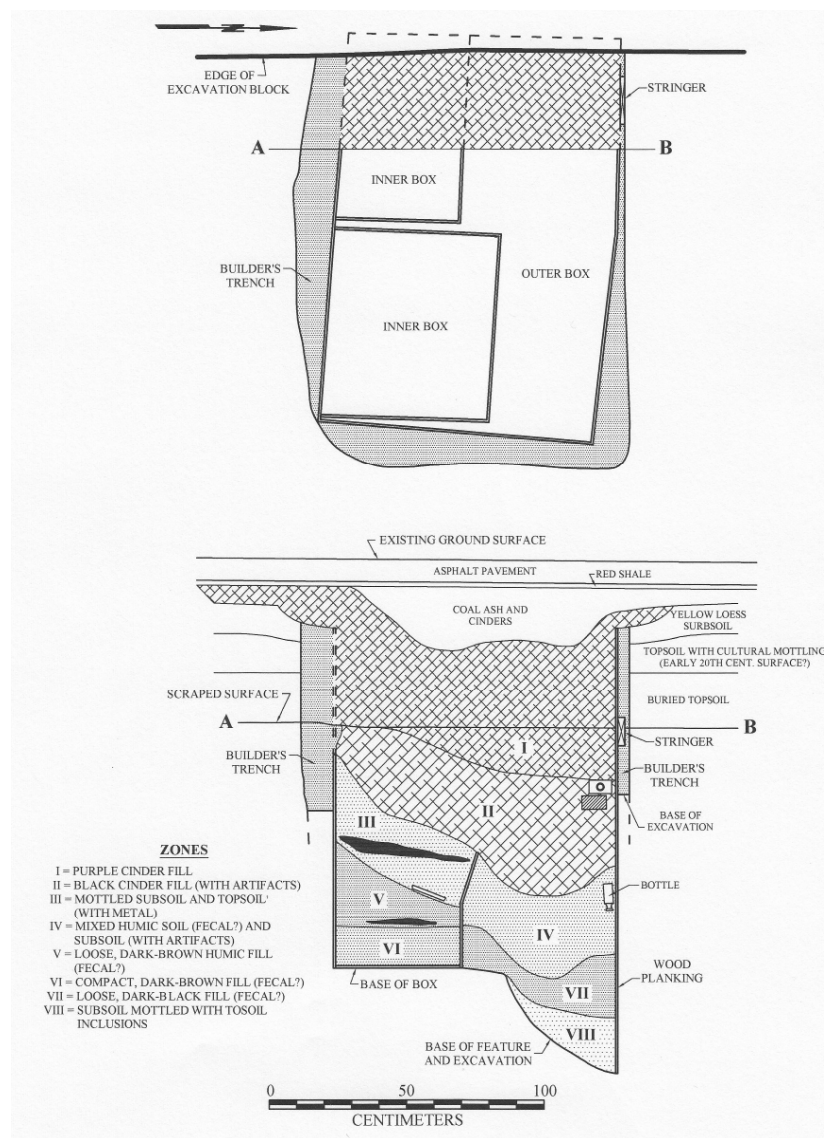 N
EDGE OF
EXCAVATION BLOCK
STRINGER
A
B
INNER BOX
BUILDER'S
TRENCH
OUTER BOX
INNER BOX
EXISTING GROUND SURFACE
ASPHALT PAVEMENT
RED SHALE
COAL ASH AND
CINDERS
YELLOW LOESS
SURBSOIL
TOPSOIL WITH CULTURAL MOTTLING
(EARLY 20TH CENT. SURFACE?)
SCRAPED SURFACE
BURIED TOPSOIL
A
B
I
STRINGER
BUILDER'S
TRENCH
BUILDER'S
TRENCH
II
BASE OF
EXCAVATION
III
BOTTLE
V
IV
VI
WOOD
PLANKING
BASE OF BOX
VII
VIII
BASE OF FEATURE
AND EXCAVATION
ZONES
I = PURPLE CINDER FILL
II = BLACK CINDER FILL (WITH ARTIFACTS)
III = MOTTLED SUBSOIL AND TOPSOIL'
(WITH METAL)
IV = MIXED HUMIC SOIL (FECAL?) AND
SUBSOIL (WITH ARTIFACTS)
V = LOOSE, DARK-BROWN HUMIC FILL
(FECAL?)
VI = COMPACT, DARK-BROWN FILL (FECAL?)
VII = LOOSE, DARK-BLACK FILL (FECAL?)
VIII = SUBSOIL MOTTLED WITH TOSOIL
INCLUSIONS
0 50 100
CENTIMETERS